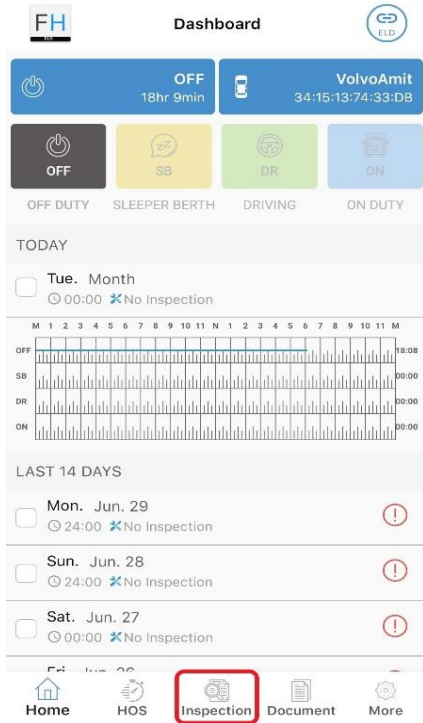 FH
Dashboard
ELD
OFF
18hr 9min
VolvoAmit
34:15:13:74:33:DB
OFF
SB
DR
ON
OFF DUTY
SLEEPER BERTH
DRIVING
ON DUTY
TODAY
Tue. Month
00:00 No Inspection
M 1 2 3 4 5 6 7 8 9 10 11 N 1 2 3 4 5 6 7 8 9 10 11 M
OFF 18:08
SB 00:00
DR 00:00
ON 00:00
LAST 14 DAYS
Mon. Jun. 29
24:00 No Inspection
Sun. Jun. 28
24:00 No Inspection
Sat. Jun. 27
00:00 No Inspection
Home
HOS
Inspection
Document
More